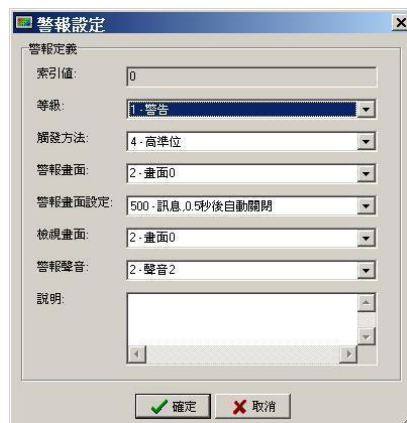 警報設定
警報定義
索引值: 0
等級: 1 - 警告
觸發方法: 4 - 高準位
警報畫面: 2 - 畫面0
警報畫面設定: 500 - 訊息,0.5秒後自動關閉
檢視畫面: 2 - 畫面0
警報聲音: 2 - 聲音2
說明:
確定 取消